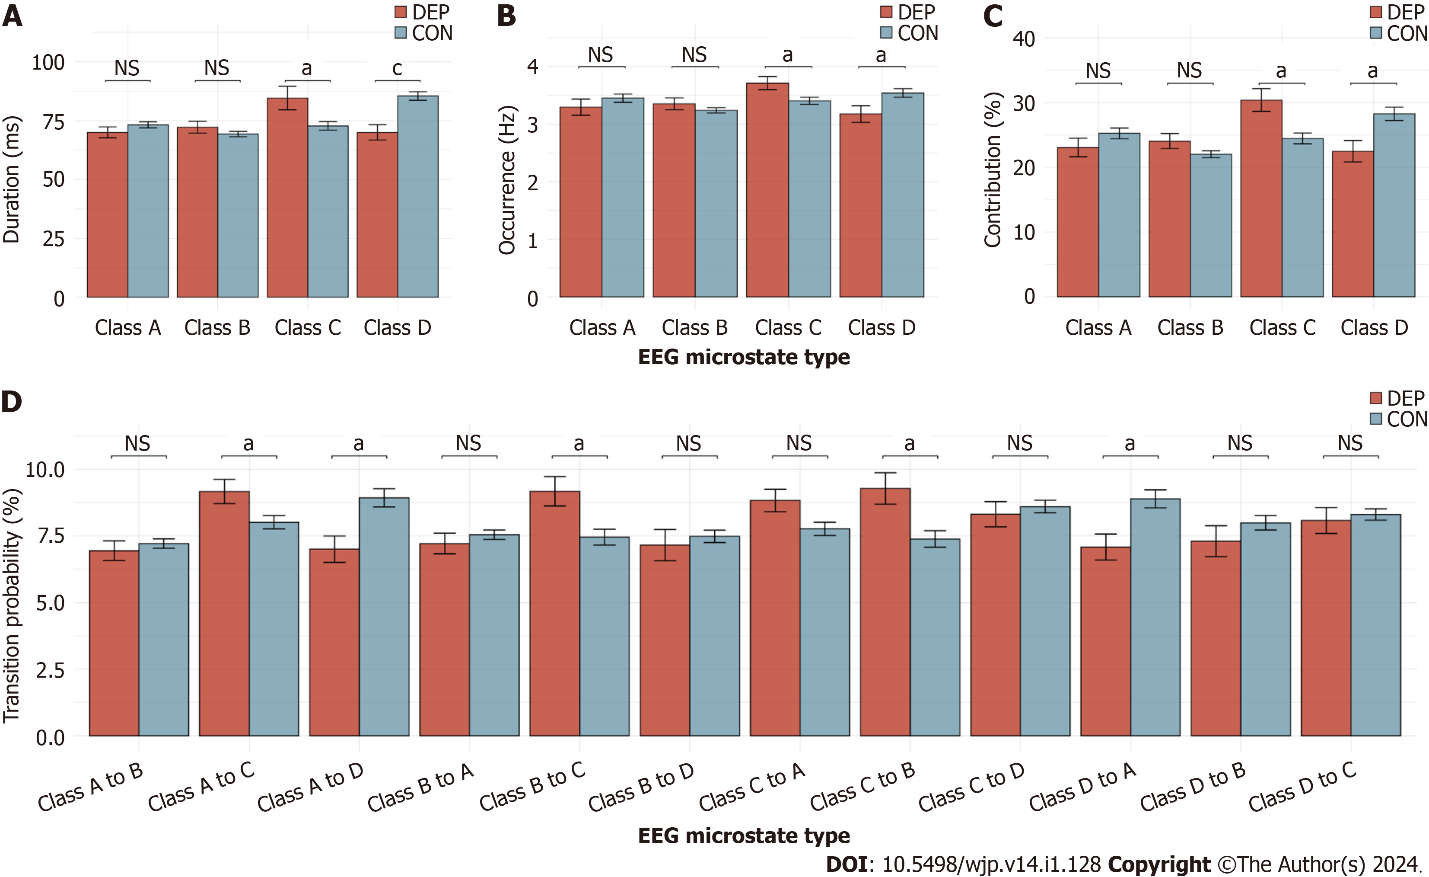 A
DEP
CON
100
75
50
25
0
Duration (ms)
NS
NS
a
c
Class A
Class B
Class C
Class D
B
DEP
CON
4
3
2
1
0
Occurrence (Hz)
NS
NS
a
a
Class A
Class B
Class C
Class D
C
DEP
CON
40
30
20
10
0
Contribution (%)
NS
NS
a
a
Class A
Class B
Class C
Class D
EEG microstate type
D
DEP
CON
10.0
7.5
5.0
2.5
0.0
Transition probability (%)
NS
a
a
NS
a
NS
NS
a
NS
a
NS
NS
Class A to B
Class A to C
Class A to D
Class B to A
Class B to C
Class B to D
Class C to A
Class C to B
Class C to D
Class D to A
Class D to B
Class D to C
EEG microstate type
DOI: 10.5498/wjp.v14.i1.128 Copyright ©The Author(s) 2024.